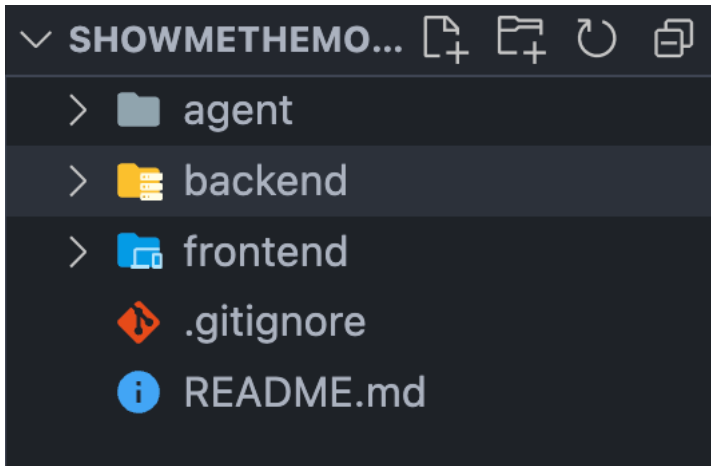 SHOWMETHEMO...
agent
backend
frontend
.gitignore
README.md